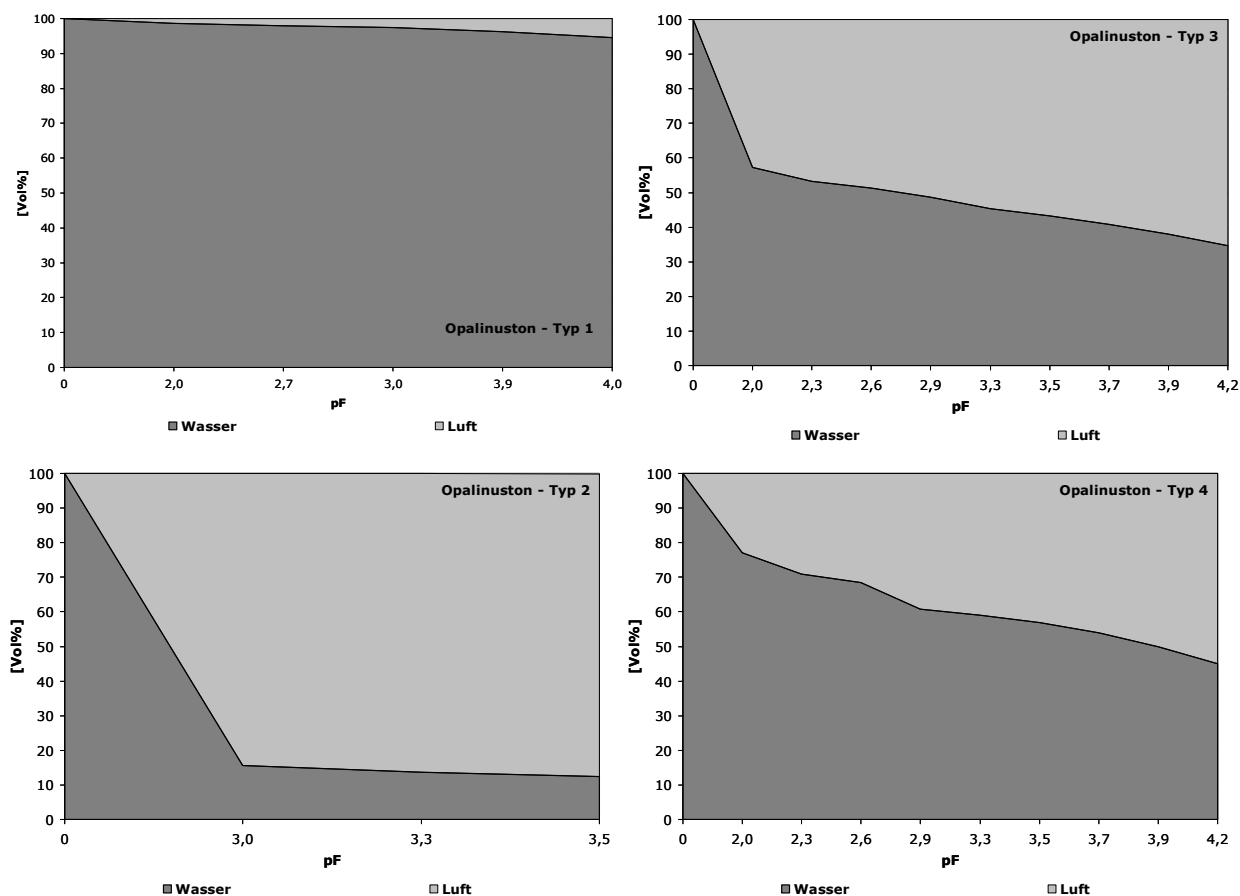 100
90
80
70
60
50
40
30
20
10
0
[Vol%]
Opalinuston - Typ 1
0 2,0 2,7 3,0 3,9 4,0
pF
Wasser Luft
100
90
80
70
60
50
40
30
20
10
0
[Vol%]
Opalinuston - Typ 3
0 2,0 2,3 2,6 2,9 3,3 3,5 3,7 3,9 4,2
pF
Wasser Luft
100
90
80
70
60
50
40
30
20
10
0
[Vol%]
Opalinuston - Typ 2
0 3,0 3,3 3,5
pF
Wasser Luft
100
90
80
70
60
50
40
30
20
10
0
[Vol%]
Opalinuston - Typ 4
0 2,0 2,3 2,6 2,9 3,3 3,5 3,7 3,9 4,2
pF
Wasser Luft